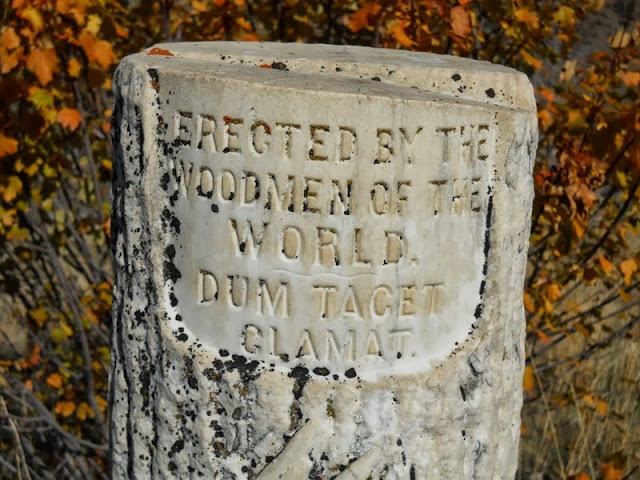 ERECTED BY THE
WOODMEN OF THE
WORLD.
DUM TACET
CLAMAT.